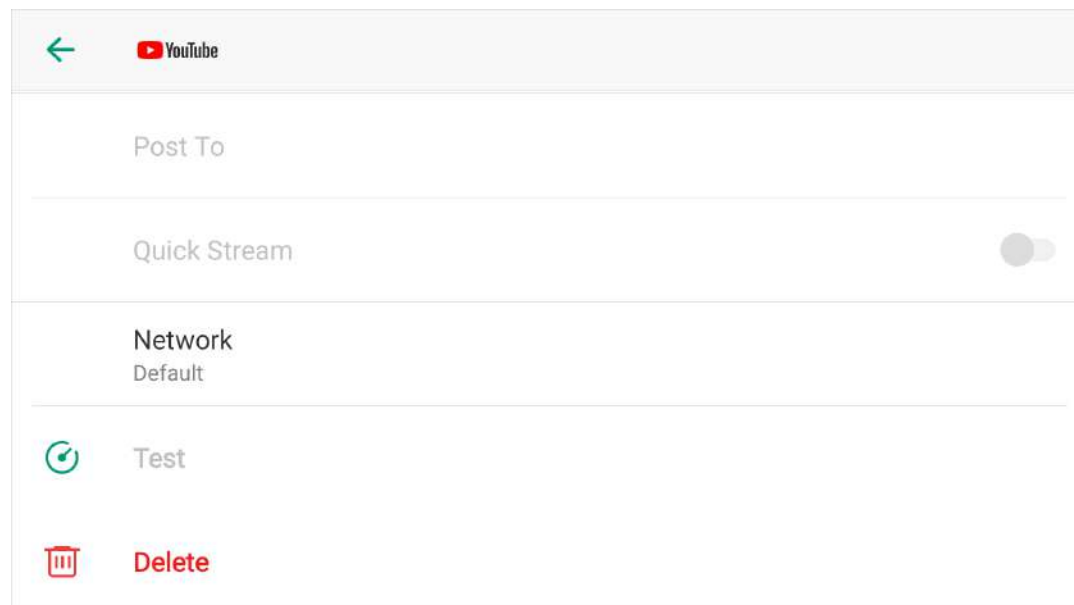 YouTube
Post To
Quick Stream
Network
Default
Test
Delete